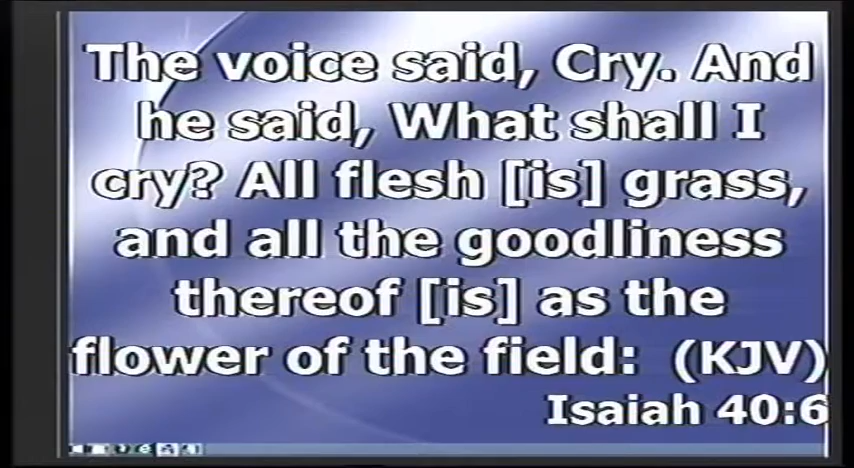 The voice said, Cry. And
he said, What shall I
cry? All flesh [is] grass,
and all the goodliness
thereof [is] as the
flower of the field:  (KJV)
Isaiah 40:6